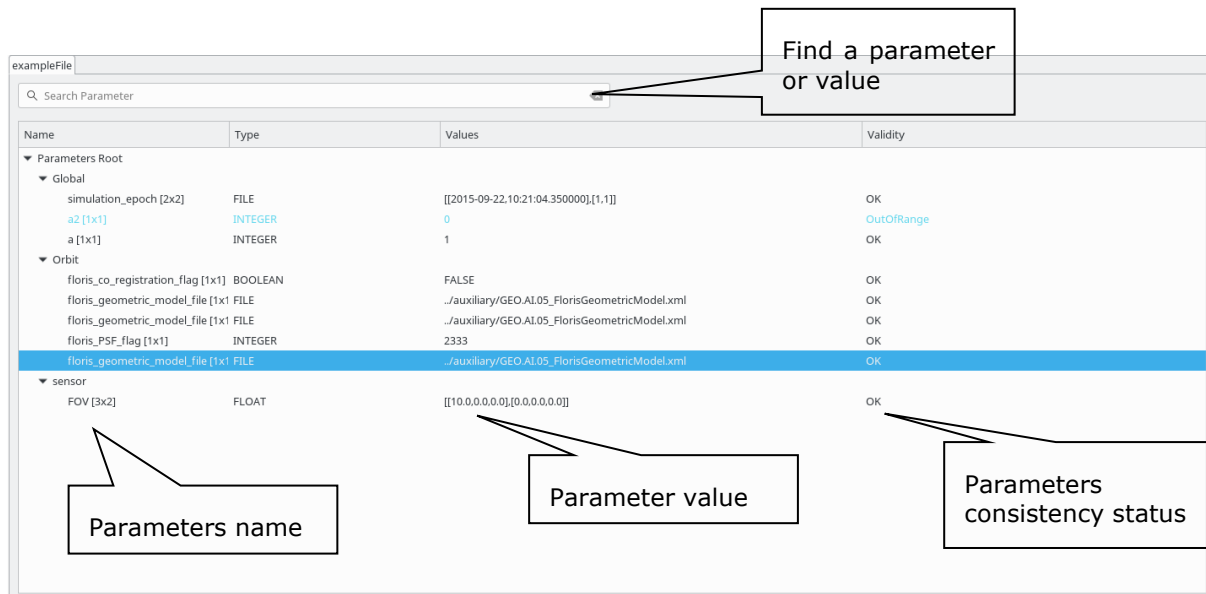 Find a parameter
or value
exampleFile
Search Parameter
Name Type Values Validity
Parameters Root
Global
simulation_epoch [2x2] FILE [[2015-09-22,10:21:04.350000],[1,1]] OK
a2 [1x1] INTEGER 0 OutOfRange
a [1x1] INTEGER 1 OK
Orbit
floris_co_registration_flag [1x1] BOOLEAN FALSE OK
floris_geometric_model_file [1x1 FILE ../auxiliary/GEO.AI.05_FlorisGeometricModel.xml OK
floris_geometric_model_file [1x1 FILE ../auxiliary/GEO.AI.05_FlorisGeometricModel.xml OK
floris_PSF_flag [1x1] INTEGER 2333 OK
floris_geometric_model_file [1x1 FILE ../auxiliary/GEO.AI.05_FlorisGeometricModel.xml OK
sensor
FOV [3x2] FLOAT [[10.0,0.0,0.0],[0.0,0.0,0.0]] OK
Parameters name
Parameter value
Parameters
consistency status